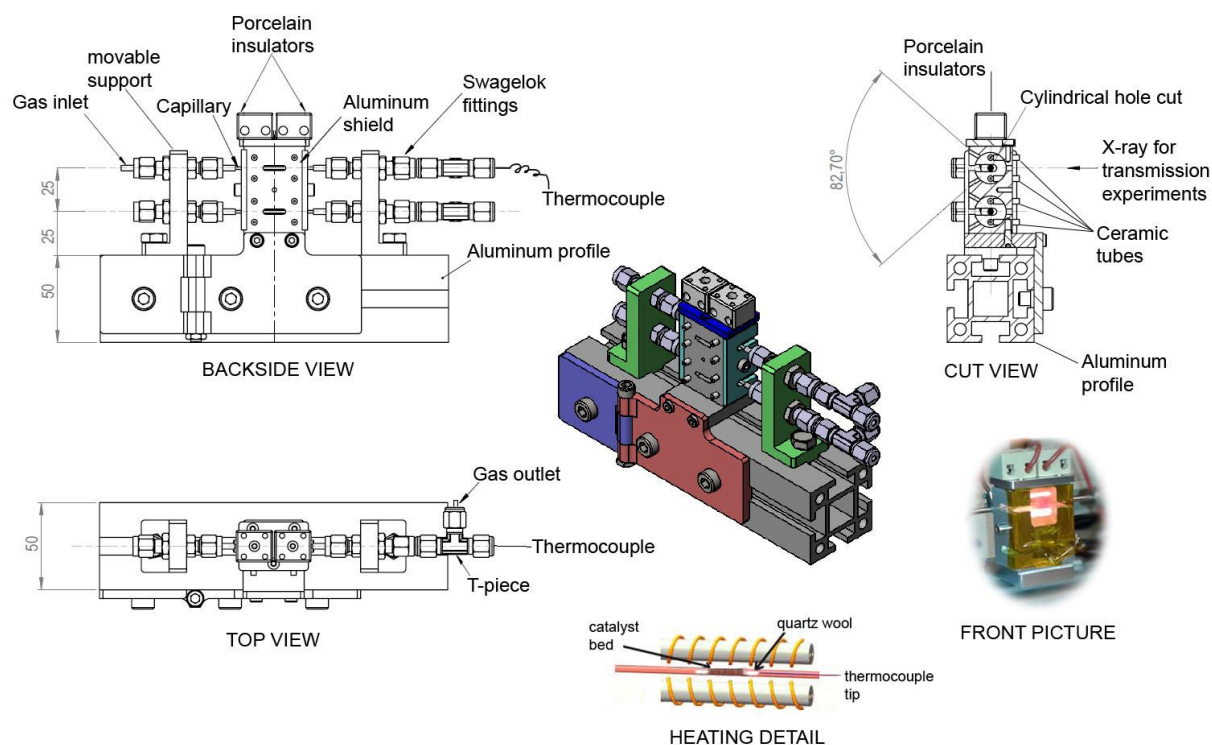 Porcelain
insulators
movable
support
Gas inlet
Capillary
Aluminum
shield
Swagelok
fittings
Thermocouple
25
25
50
Aluminum profile
BACKSIDE VIEW
Porcelain
insulators
Cylindrical hole cut
82,70°
X-ray for
transmission
experiments
Ceramic
tubes
CUT VIEW
Aluminum
profile
Gas outlet
50
Thermocouple
T-piece
TOP VIEW
FRONT PICTURE
catalyst
bed
quartz wool
thermocouple
tip
HEATING DETAIL